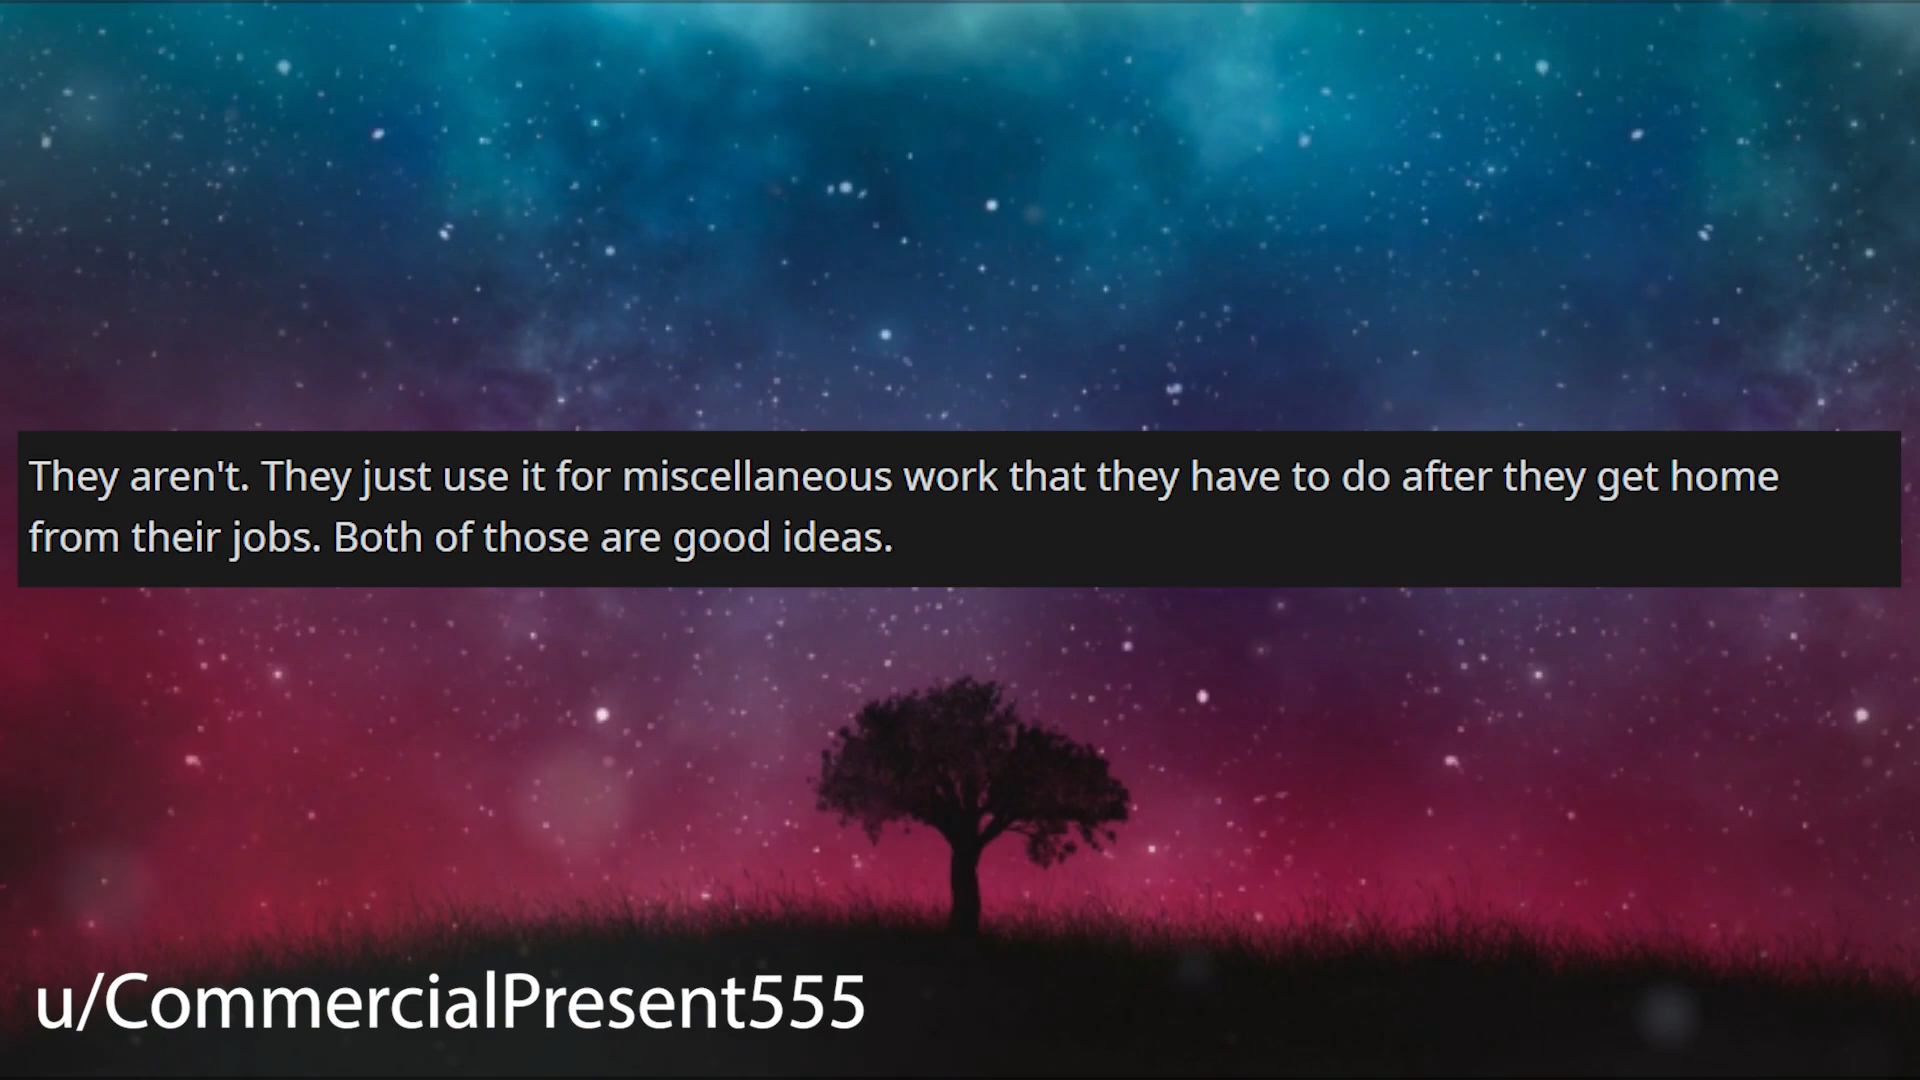 They aren't. They just use it for miscellaneous work that they have to do after they get home
from their jobs. Both of those are good ideas.
u/CommercialPresent555